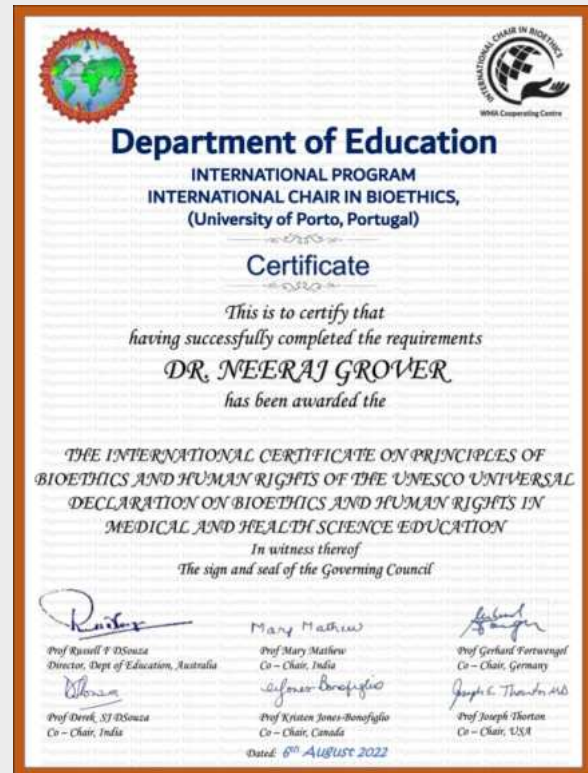 INTERNATIONAL CHAIR IN BIOETHICS
WMA Cooperating Centre
Department of Education
INTERNATIONAL PROGRAM
INTERNATIONAL CHAIR IN BIOETHICS,
(University of Porto, Portugal)
Certificate
This is to certify that
having successfully completed the requirements
DR. NEERAJ GROVER
has been awarded the
THE INTERNATIONAL CERTIFICATE ON PRINCIPLES OF
BIOETHICS AND HUMAN RIGHTS OF THE UNESCO UNIVERSAL
DECLARATION ON BIOETHICS AND HUMAN RIGHTS IN
MEDICAL AND HEALTH SCIENCE EDUCATION
In witness thereof
The sign and seal of the Governing Council
Mary Mathew
Prof Russell F DSouza
Director, Dept of Education, Australia
Prof Mary Mathew
Co – Chair, India
Prof Gerhard Fortwengel
Co – Chair, Germany
DSouza
Jones-Bonofiglio
Joseph E. Thornton MD
Prof Derek, SJ DSouza
Co – Chair, India
Prof Kristen Jones-Bonofiglio
Co – Chair, Canada
Prof Joseph Thorton
Co – Chair, USA
Dated: 6th AUGUST 2022